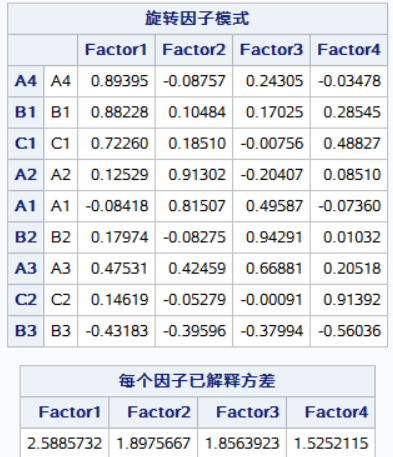 旋转因子模式
Factor1 Factor2 Factor3 Factor4
A4 A4 0.89395 -0.08757 0.24305 -0.03478
B1 B1 0.88228 0.10484 0.17025 0.28545
C1 C1 0.72260 0.18510 -0.00756 0.48827
A2 A2 0.12529 0.91302 -0.20407 0.08510
A1 A1 -0.08418 0.81507 0.49587 -0.07360
B2 B2 0.17974 -0.08275 0.94291 0.01032
A3 A3 0.47531 0.42459 0.66881 0.20518
C2 C2 0.14619 -0.05279 -0.00091 0.91392
B3 B3 -0.43183 -0.39596 -0.37994 -0.56036
每个因子已解释方差
Factor1 Factor2 Factor3 Factor4
2.5885732 1.8975667 1.8563923 1.5252115